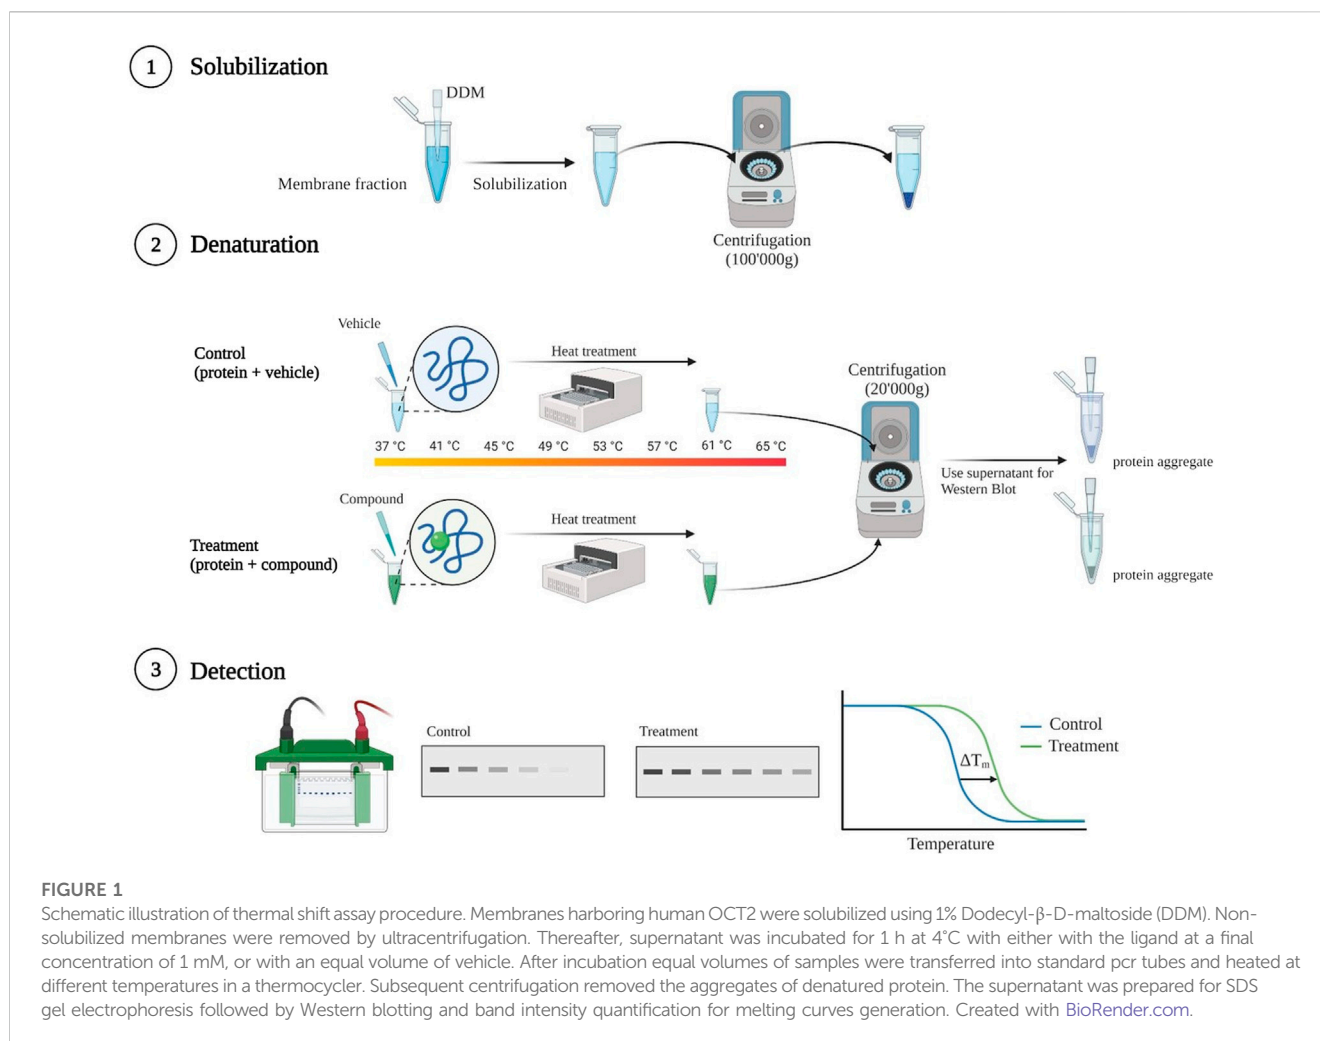 1 Solubilization
DDM
Membrane fraction
Solubilization
Centrifugation
(100'000g)
2 Denaturation
Vehicle
Control
(protein + vehicle)
Heat treatment
Centrifugation
(20'000g)
37 °C 41 °C 45 °C 49 °C 53 °C 57 °C 61 °C 65 °C
Use supernatant for
Western Blot
protein aggregate
Compound
Treatment
(protein + compound)
Heat treatment
protein aggregate
3 Detection
Control
Treatment
Control
Treatment
ΔTm
Temperature
FIGURE 1
Schematic illustration of thermal shift assay procedure. Membranes harboring human OCT2 were solubilized using 1% Dodecyl-β-D-maltoside (DDM). Non-
solubilized membranes were removed by ultracentrifugation. Thereafter, supernatant was incubated for 1 h at 4°C with either with the ligand at a final
concentration of 1 mM, or with an equal volume of vehicle. After incubation equal volumes of samples were transferred into standard pcr tubes and heated at
different temperatures in a thermocycler. Subsequent centrifugation removed the aggregates of denatured protein. The supernatant was prepared for SDS
gel electrophoresis followed by Western blotting and band intensity quantification for melting curves generation. Created with BioRender.com.